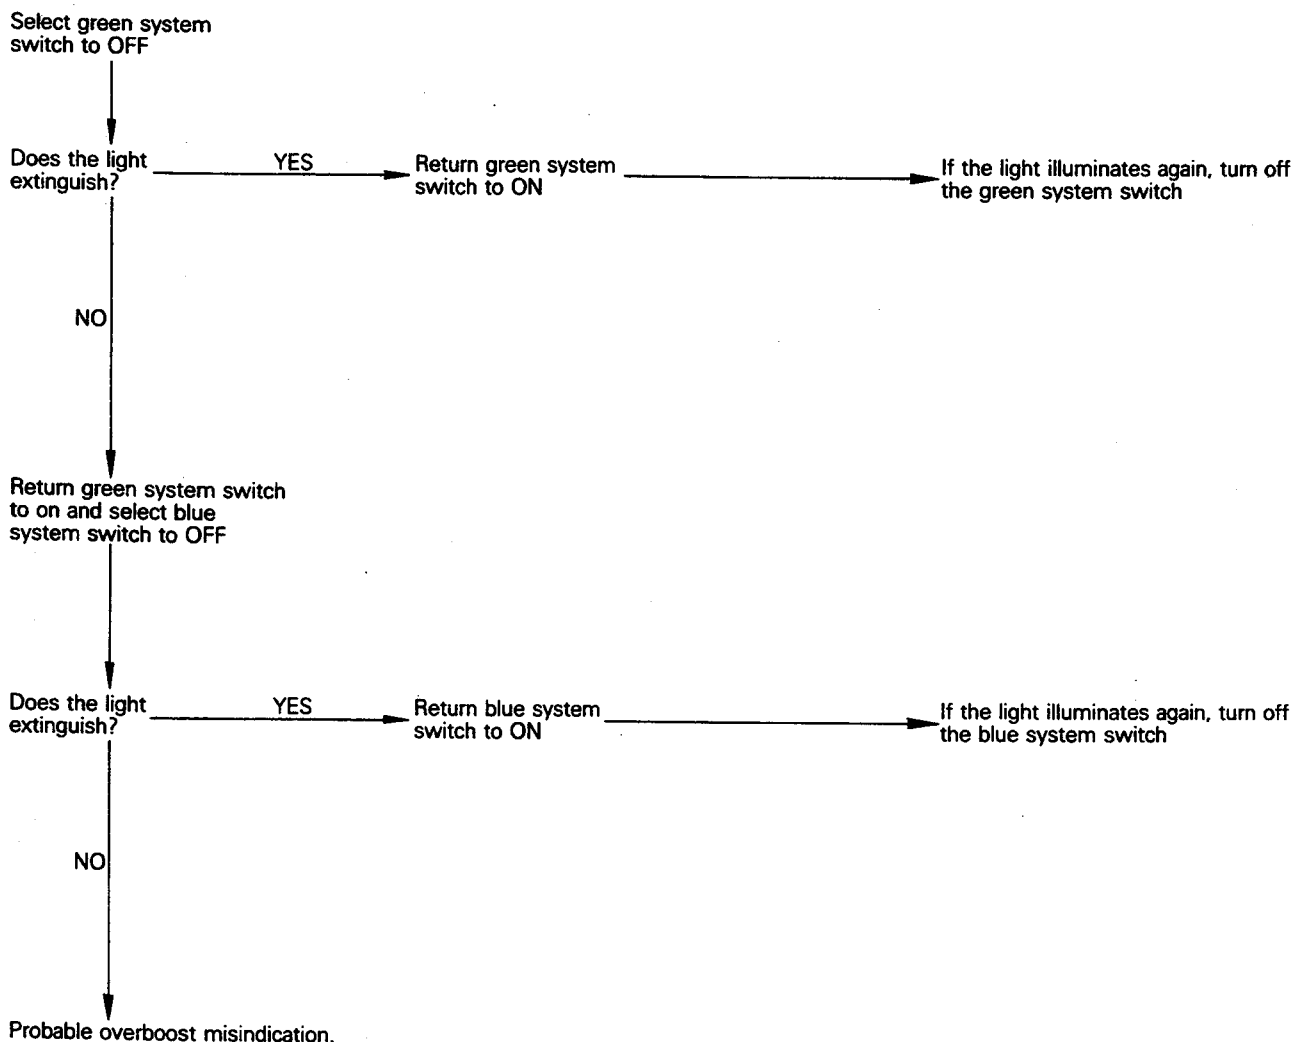 Select green system
switch to OFF
Does the light
extinguish?
YES
Return green system
switch to ON
If the light illuminates again, turn off
the green system switch
NO
Return green system switch
to on and select blue
system switch to OFF
Does the light
extinguish?
YES
Return blue system
switch to ON
If the light illuminates again, turn off
the blue system switch
NO
Probable overboost misindication.